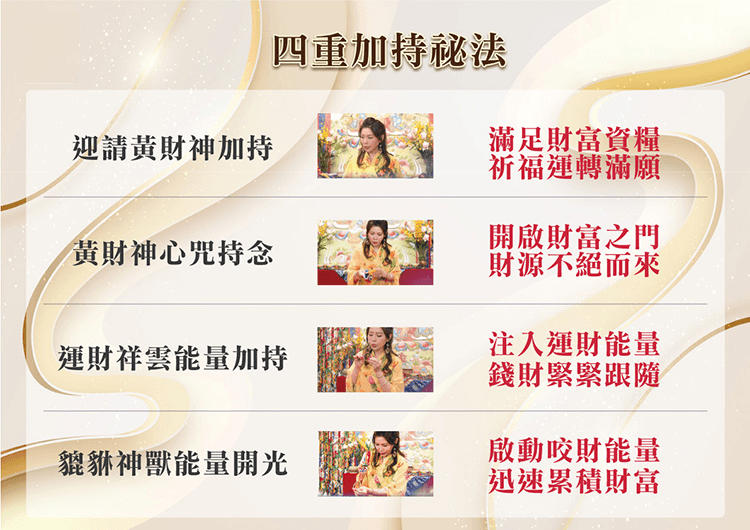 四重加持祕法
迎請黃財神加持
滿足財富資糧
祈福運轉滿願
黃財神心咒持念
開啟財富之門
財源不絕而來
運財祥雲能量加持
注入運財能量
錢財緊緊跟隨
貔貅神獸能量開光
啟動咬財能量
迅速累積財富